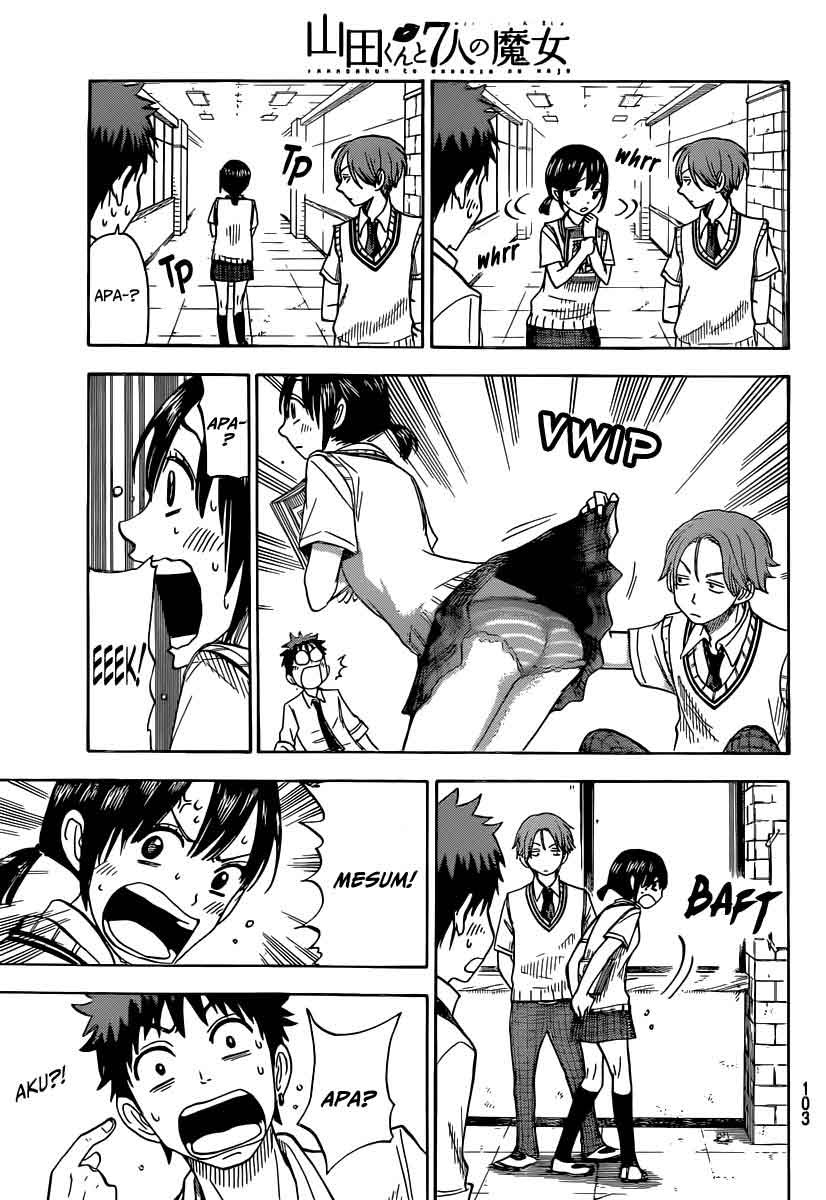 山田くんと7人の魔女
whrr
whrr
TP
TP
APA-?
VWIP
APA-
?
EEEK!
BAFT
MESUM!
APA?
AKU?!
103